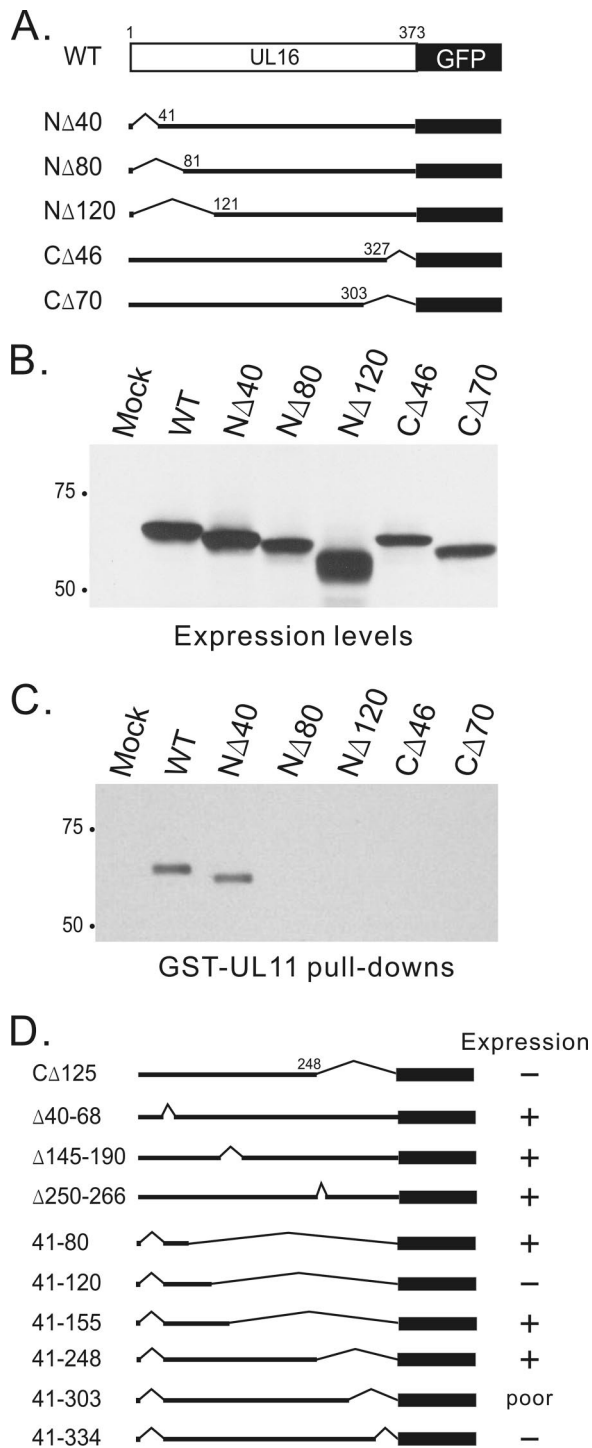 A.
1 373
WT UL16 GFP
NΔ40 41
NΔ80 81
NΔ120 121
CΔ46 327
CΔ70 303
B.
Mock WT NΔ40 NΔ80 NΔ120 CΔ46 CΔ70
75
50
Expression levels
C.
Mock WT NΔ40 NΔ80 NΔ120 CΔ46 CΔ70
75
50
GST-UL11 pull-downs
D.
Expression
CΔ125 248 −
Δ40-68 +
Δ145-190 +
Δ250-266 +
41-80 +
41-120 −
41-155 +
41-248 +
41-303 poor
41-334 −